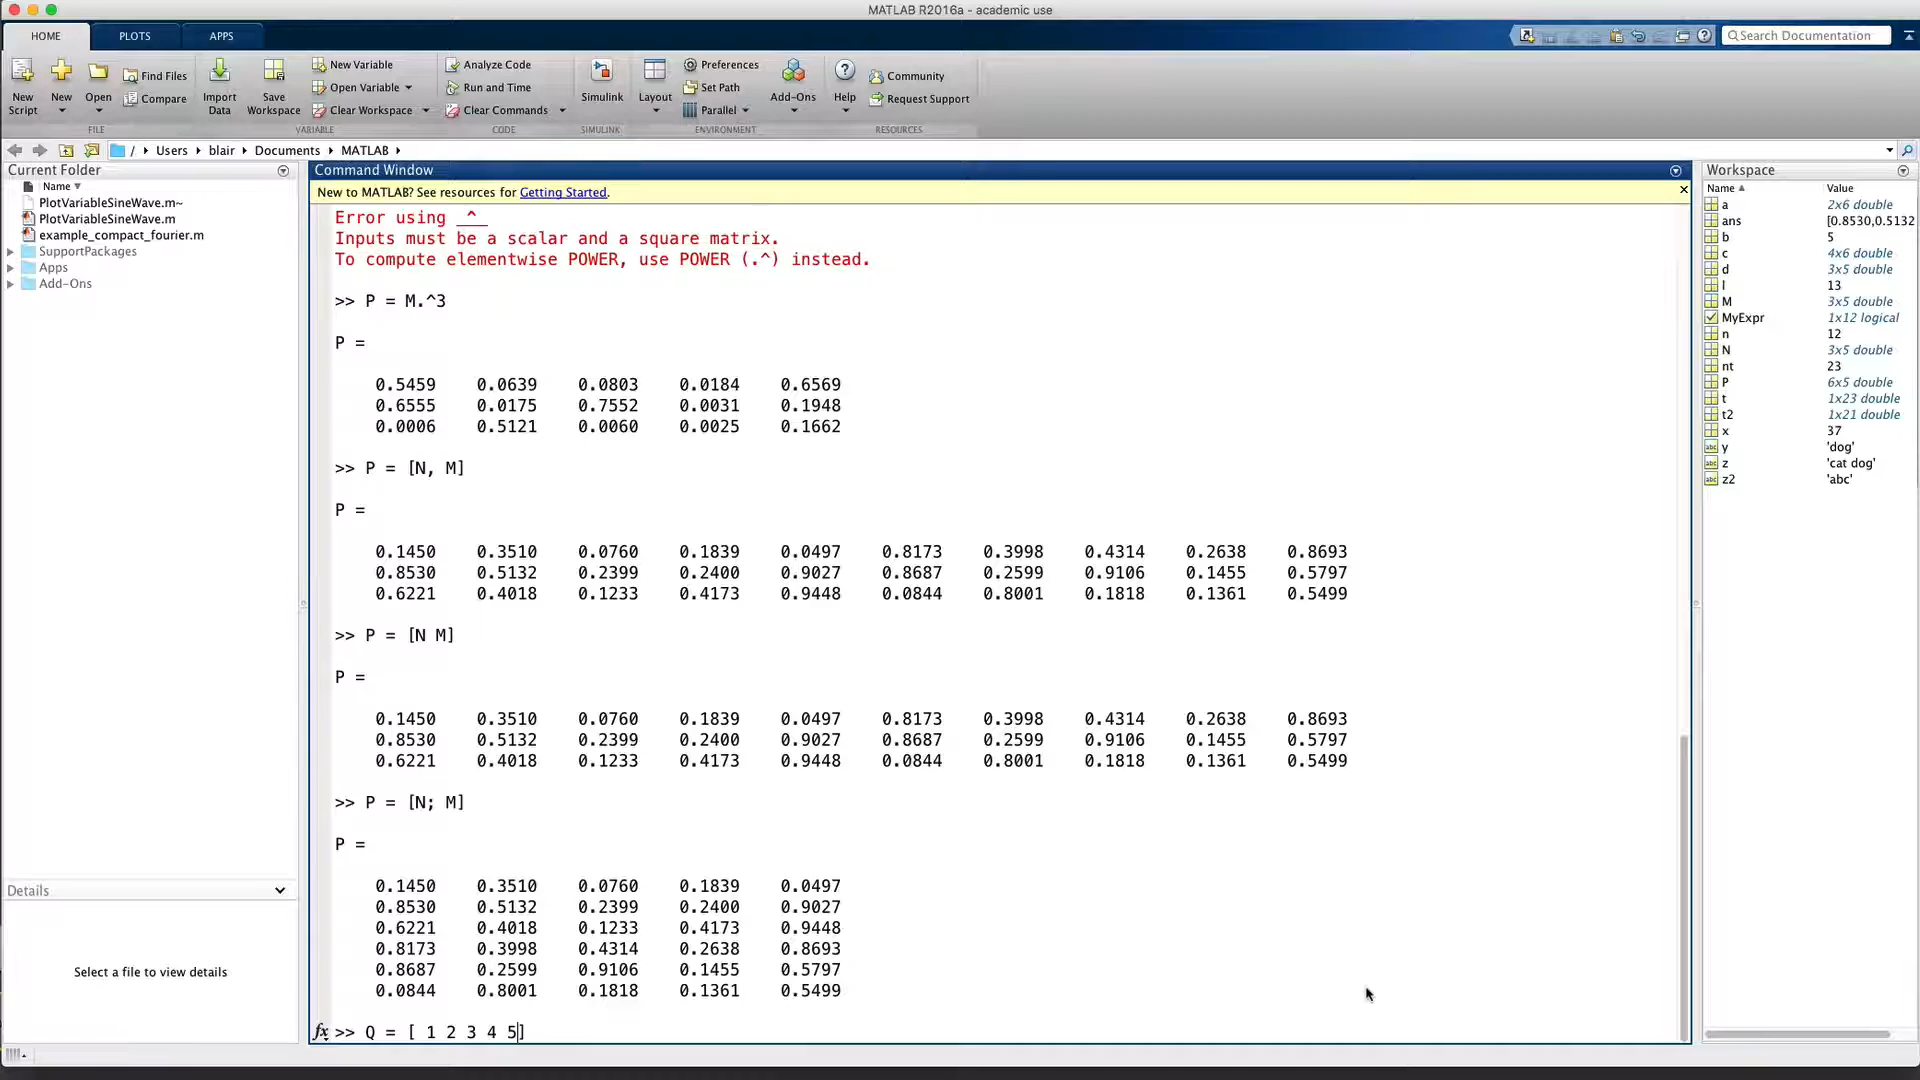 MATLAB R2016a - academic use
HOME PLOTS APPS
Search Documentation
New Script
New
Open
Find Files
Compare
Import Data
Save Workspace
New Variable
Open Variable
Clear Workspace
Analyze Code
Run and Time
Clear Commands
Simulink
Layout
Preferences
Set Path
Parallel
Add-Ons
Help
Community
Request Support
FILE VARIABLE CODE SIMULINK ENVIRONMENT RESOURCES
/ Users blair Documents MATLAB
Current Folder
Name
PlotVariableSineWave.m~
PlotVariableSineWave.m
example_compact_fourier.m
SupportPackages
Apps
Add-Ons
Details
Select a file to view details
Command Window
New to MATLAB? See resources for Getting Started.
Error using ^
Inputs must be a scalar and a square matrix.
To compute elementwise POWER, use POWER (.^) instead.
>> P = M.^3
P =
0.5459 0.0639 0.0803 0.0184 0.6569
0.6555 0.0175 0.7552 0.0031 0.1948
0.0006 0.5121 0.0060 0.0025 0.1662
>> P = [N, M]
P =
0.1450 0.3510 0.0760 0.1839 0.0497 0.8173 0.3998 0.4314 0.2638 0.8693
0.8530 0.5132 0.2399 0.2400 0.9027 0.8687 0.2599 0.9106 0.1455 0.5797
0.6221 0.4018 0.1233 0.4173 0.9448 0.0844 0.8001 0.1818 0.1361 0.5499
>> P = [N M]
P =
0.1450 0.3510 0.0760 0.1839 0.0497 0.8173 0.3998 0.4314 0.2638 0.8693
0.8530 0.5132 0.2399 0.2400 0.9027 0.8687 0.2599 0.9106 0.1455 0.5797
0.6221 0.4018 0.1233 0.4173 0.9448 0.0844 0.8001 0.1818 0.1361 0.5499
>> P = [N; M]
P =
0.1450 0.3510 0.0760 0.1839 0.0497
0.8530 0.5132 0.2399 0.2400 0.9027
0.6221 0.4018 0.1233 0.4173 0.9448
0.8173 0.3998 0.4314 0.2638 0.8693
0.8687 0.2599 0.9106 0.1455 0.5797
0.0844 0.8001 0.1818 0.1361 0.5499
fx >> Q = [ 1 2 3 4 5]
Workspace
Name Value
a 2x6 double
ans [0.8530,0.5132
b 5
c 4x6 double
d 3x5 double
l 13
M 3x5 double
MyExpr 1x12 logical
n 12
N 3x5 double
nt 23
P 6x5 double
t 1x23 double
t2 1x21 double
x 37
abc y 'dog'
abc z 'cat dog'
abc z2 'abc'